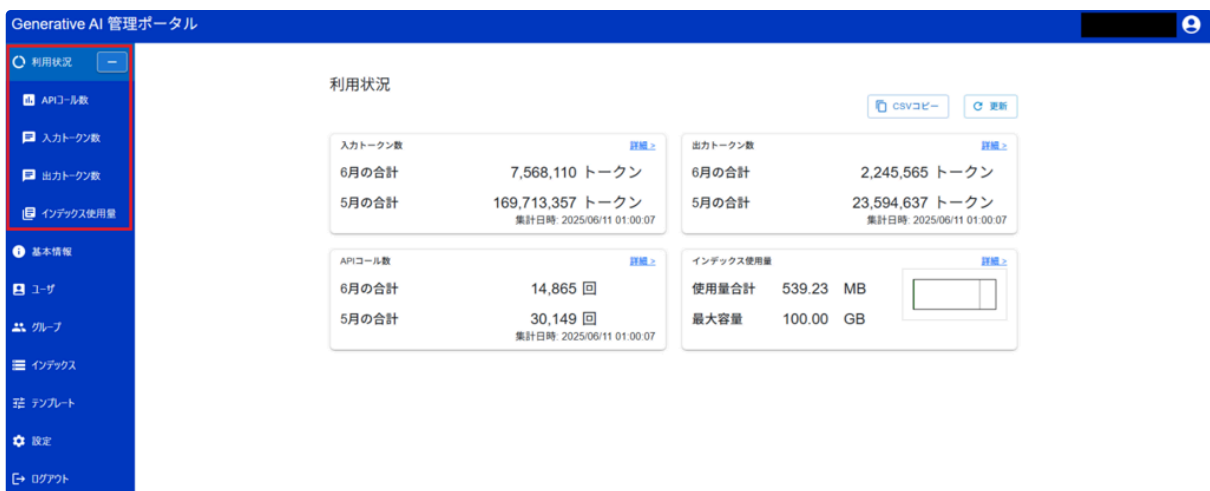 Generative AI 管理ポータル
利用状況
APIコール数
入力トークン数
出力トークン数
インデックス使用量
基本情報
ユーザ
グループ
インデックス
テンプレート
設定
ログアウト
利用状況
CSVコピー 更新
入力トークン数 詳細 >
6月の合計 7,568,110 トークン
5月の合計 169,713,357 トークン
集計日時: 2025/06/11 01:00:07
出力トークン数 詳細 >
6月の合計 2,245,565 トークン
5月の合計 23,594,637 トークン
集計日時: 2025/06/11 01:00:07
APIコール数 詳細 >
6月の合計 14,865 回
5月の合計 30,149 回
集計日時: 2025/06/11 01:00:07
インデックス使用量 詳細 >
使用量合計 539.23 MB
最大容量 100.00 GB